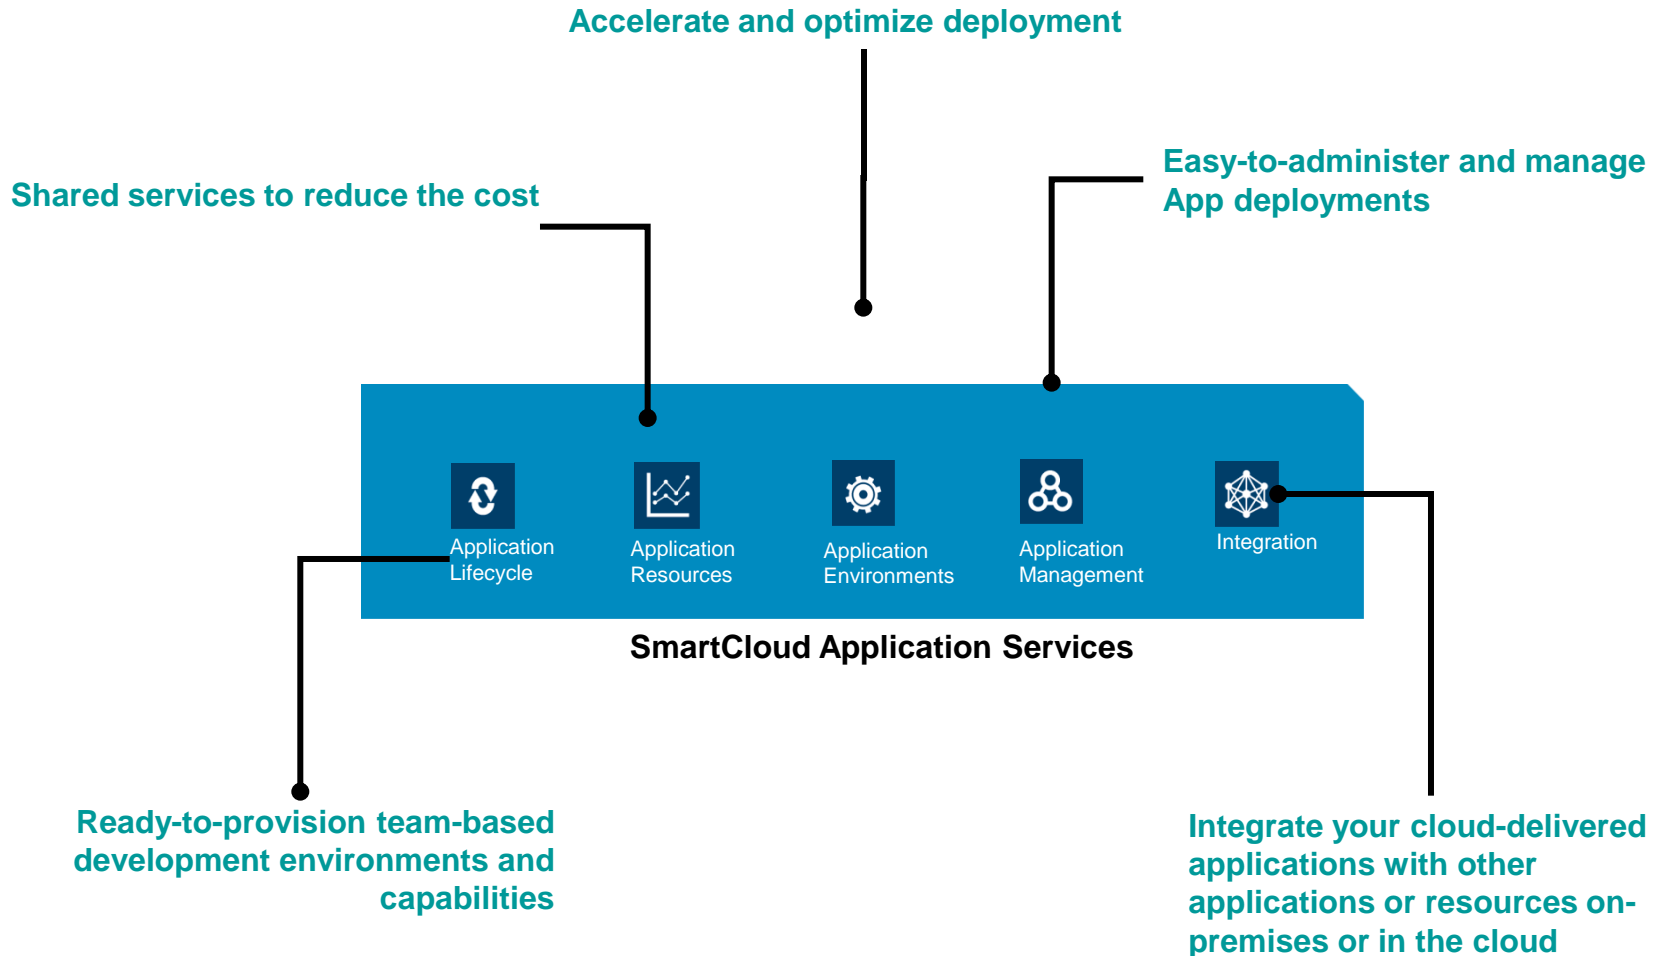 Accelerate and optimize deployment
Easy-to-administer and manage
App deployments
Shared services to reduce the cost
Application
Lifecycle
Application
Resources
Application
Environments
Application
Management
Integration
SmartCloud Application Services
Ready-to-provision team-based
development environments and
capabilities
Integrate your cloud-delivered
applications with other
applications or resources on-
premises or in the cloud